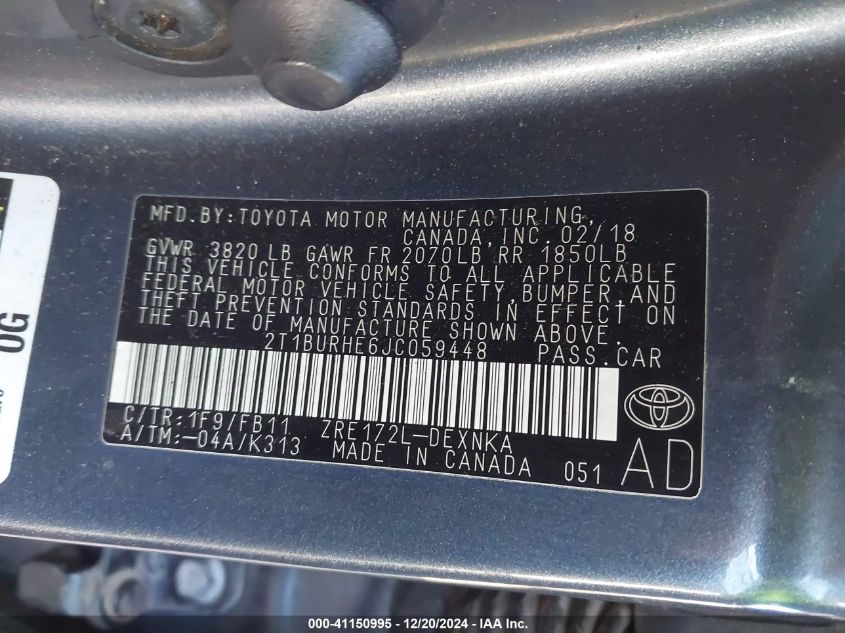 MFD. BY: TOYOTA MOTOR MANUFACTURING,
CANADA, INC. 02/18
GVWR 3820 LB GAWR FR 2070LB RR 1850LB
THIS VEHICLE CONFORMS TO ALL APPLICABLE
FEDERAL MOTOR VEHICLE SAFETY, BUMPER, AND
THEFT PREVENTION STANDARDS IN EFFECT ON
THE DATE OF MANUFACTURE SHOWN ABOVE.
2T1BURHE6JC059448 PASS.CAR
C/TR: 1F9/FB11 ZRE172L-DEXNKA
A/TM:-04A/K313 MADE IN CANADA 051 AD
OG
000-41150995 - 12/20/2024 - IAA Inc.